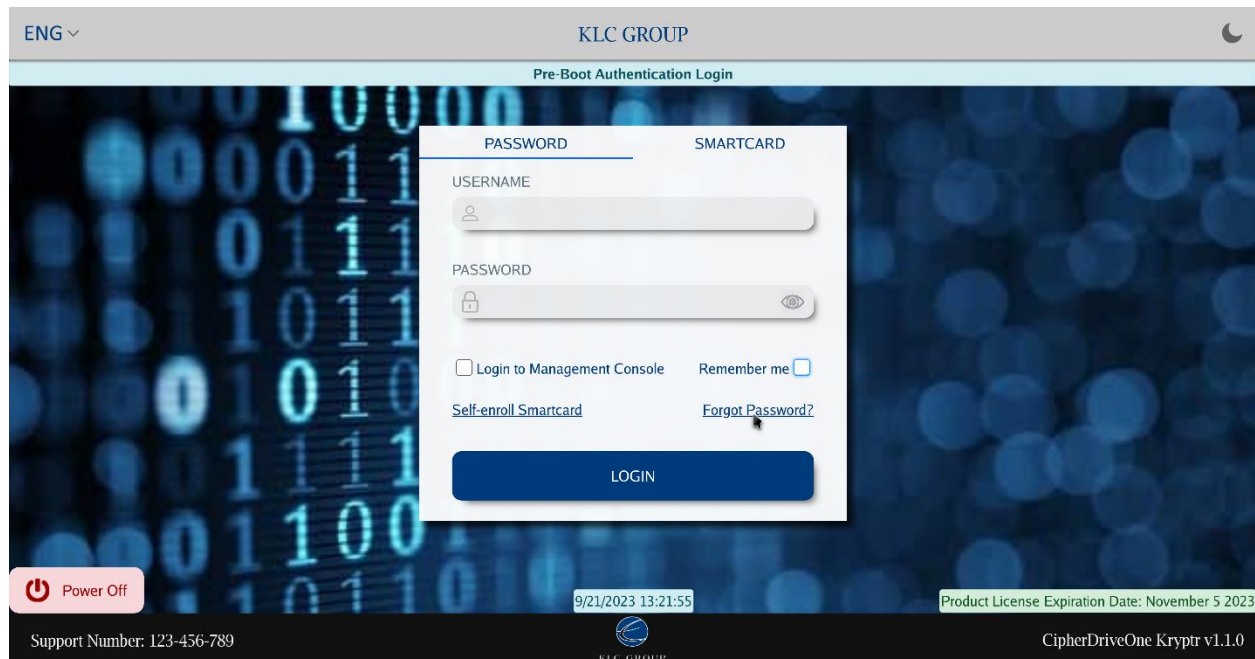 ENG
KLC GROUP
Pre-Boot Authentication Login
PASSWORD SMARTCARD
USERNAME
PASSWORD
Login to Management Console Remember me
Self-enroll Smartcard Forgot Password?
LOGIN
Power Off
9/21/2023 13:21:55
Product License Expiration Date: November 5 2023
Support Number: 123-456-789
KLC GROUP
CipherDriveOne Kryptr v1.1.0